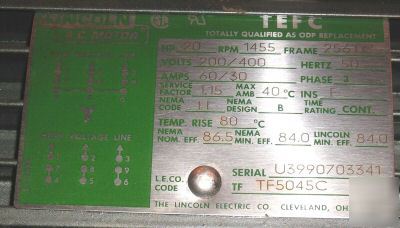 LINCOLN
A.C. MOTOR
TEFC
TOTALLY QUALIFIED AS ODP REPLACEMENT
HP 20 RPM 1455 FRAME 256TC
VOLTS 200/400 HERTZ 50
AMPS 60/30 PHASE 3
SERVICE FACTOR 1.15 MAX AMB 40°C INS F
NEMA CODE NEMA DESIGN B TIME RATING CONT.
TEMP. RISE 80 °C
NEMA NOM. EFF 86.5 NEMA MIN. EFF 84.0 LINCOLN MIN. EFF 84.0
VOLTAGE LINE
SERIAL U3990703341
L.E.CO. CODE TF TF5045C
THE LINCOLN ELECTRIC CO. CLEVELAND, OH